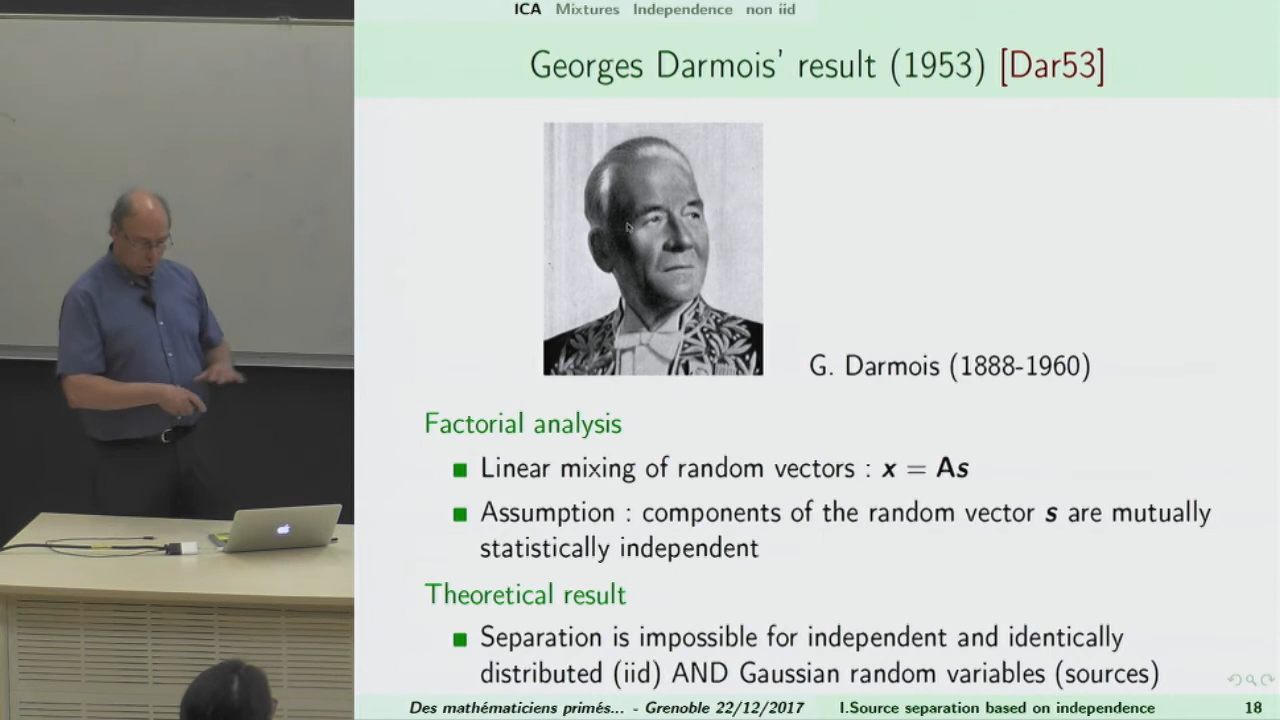 ICA Mixtures Independence non iid
Georges Darmois' result (1953) [Dar53]
G. Darmois (1888-1960)
Factorial analysis
Linear mixing of random vectors : x = As
Assumption : components of the random vector s are mutually
statistically independent
Theoretical result
Separation is impossible for independent and identically
distributed (iid) AND Gaussian random variables (sources)
Des mathématiciens primés... - Grenoble 22/12/2017 I.Source separation based on independence 18